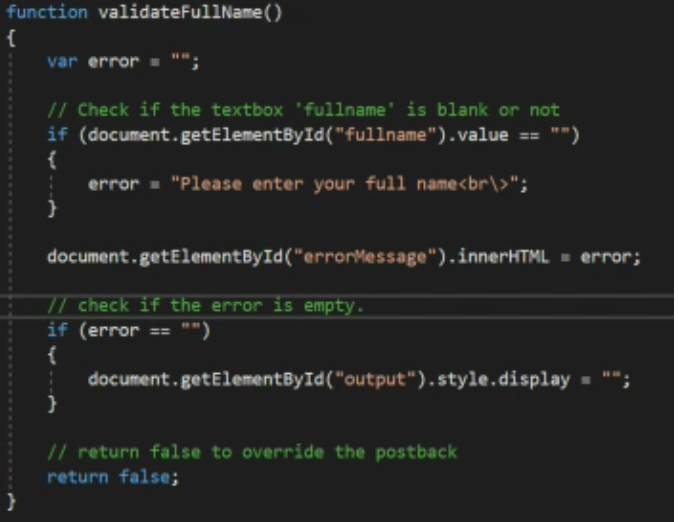 function validateFullName()
{
var error = "";
// Check if the textbox 'fullname' is blank or not
if (document.getElementById("fullname").value == "")
{
error = "Please enter your full name<br\>";
}
document.getElementById("errorMessage").innerHTML = error;
// check if the error is empty.
if (error == "")
{
document.getElementById("output").style.display = "";
}
// return false to override the postback
return false;
}